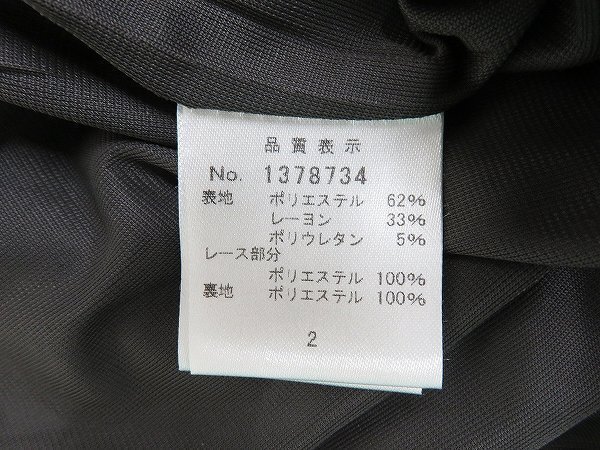 品質表示
No. 1378734
表地 ポリエステル 62%
レーヨン 33%
ポリウレタン 5%
レース部分
ポリエステル 100%
裏地 ポリエステル 100%
2